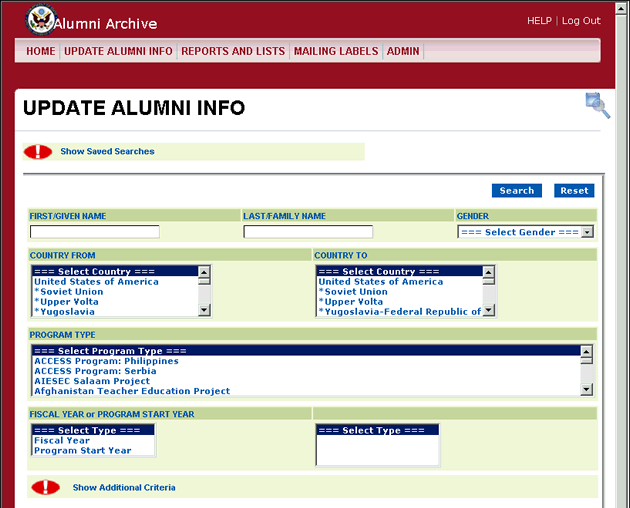 Alumni Archive
HELP | Log Out
HOME UPDATE ALUMNI INFO REPORTS AND LISTS MAILING LABELS ADMIN
UPDATE ALUMNI INFO
Show Saved Searches
Search Reset
FIRST/GIVEN NAME LAST/FAMILY NAME GENDER
=== Select Gender ===
COUNTRY FROM COUNTRY TO
=== Select Country === === Select Country ===
United States of America United States of America
*Soviet Union *Soviet Union
*Upper Volta *Upper Volta
*Yugoslavia *Yugoslavia-Federal Republic of
PROGRAM TYPE
=== Select Program Type ===
ACCESS Program: Philippines
ACCESS Program: Serbia
AIESEC Salaam Project
Afghanistan Teacher Education Project
FISCAL YEAR or PROGRAM START YEAR
=== Select Type === === Select Type ===
Fiscal Year
Program Start Year
Show Additional Criteria